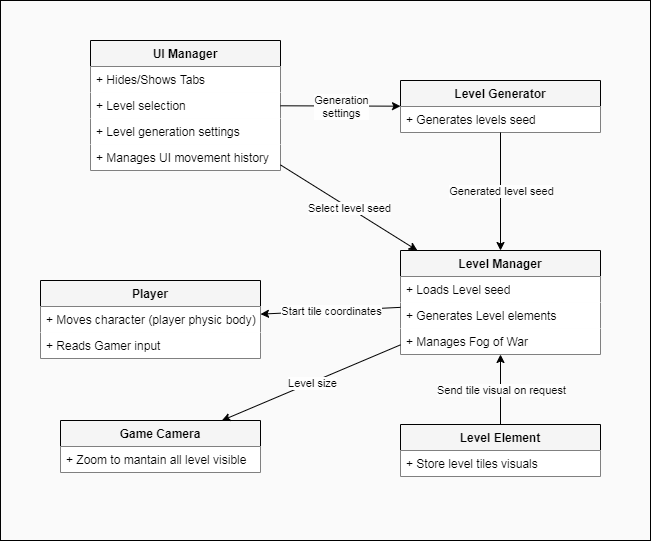 UI Manager
+ Hides/Shows Tabs
+ Level selection
+ Level generation settings
+ Manages UI movement history
Generation
settings
Level Generator
+ Generates levels seed
Generated level seed
Select level seed
Level Manager
+ Loads Level seed
+ Generates Level elements
+ Manages Fog of War
Player
+ Moves character (player physic body)
+ Reads Gamer input
Start tile coordinates
Level size
Game Camera
+ Zoom to mantain all level visible
Send tile visual on request
Level Element
+ Store level tiles visuals